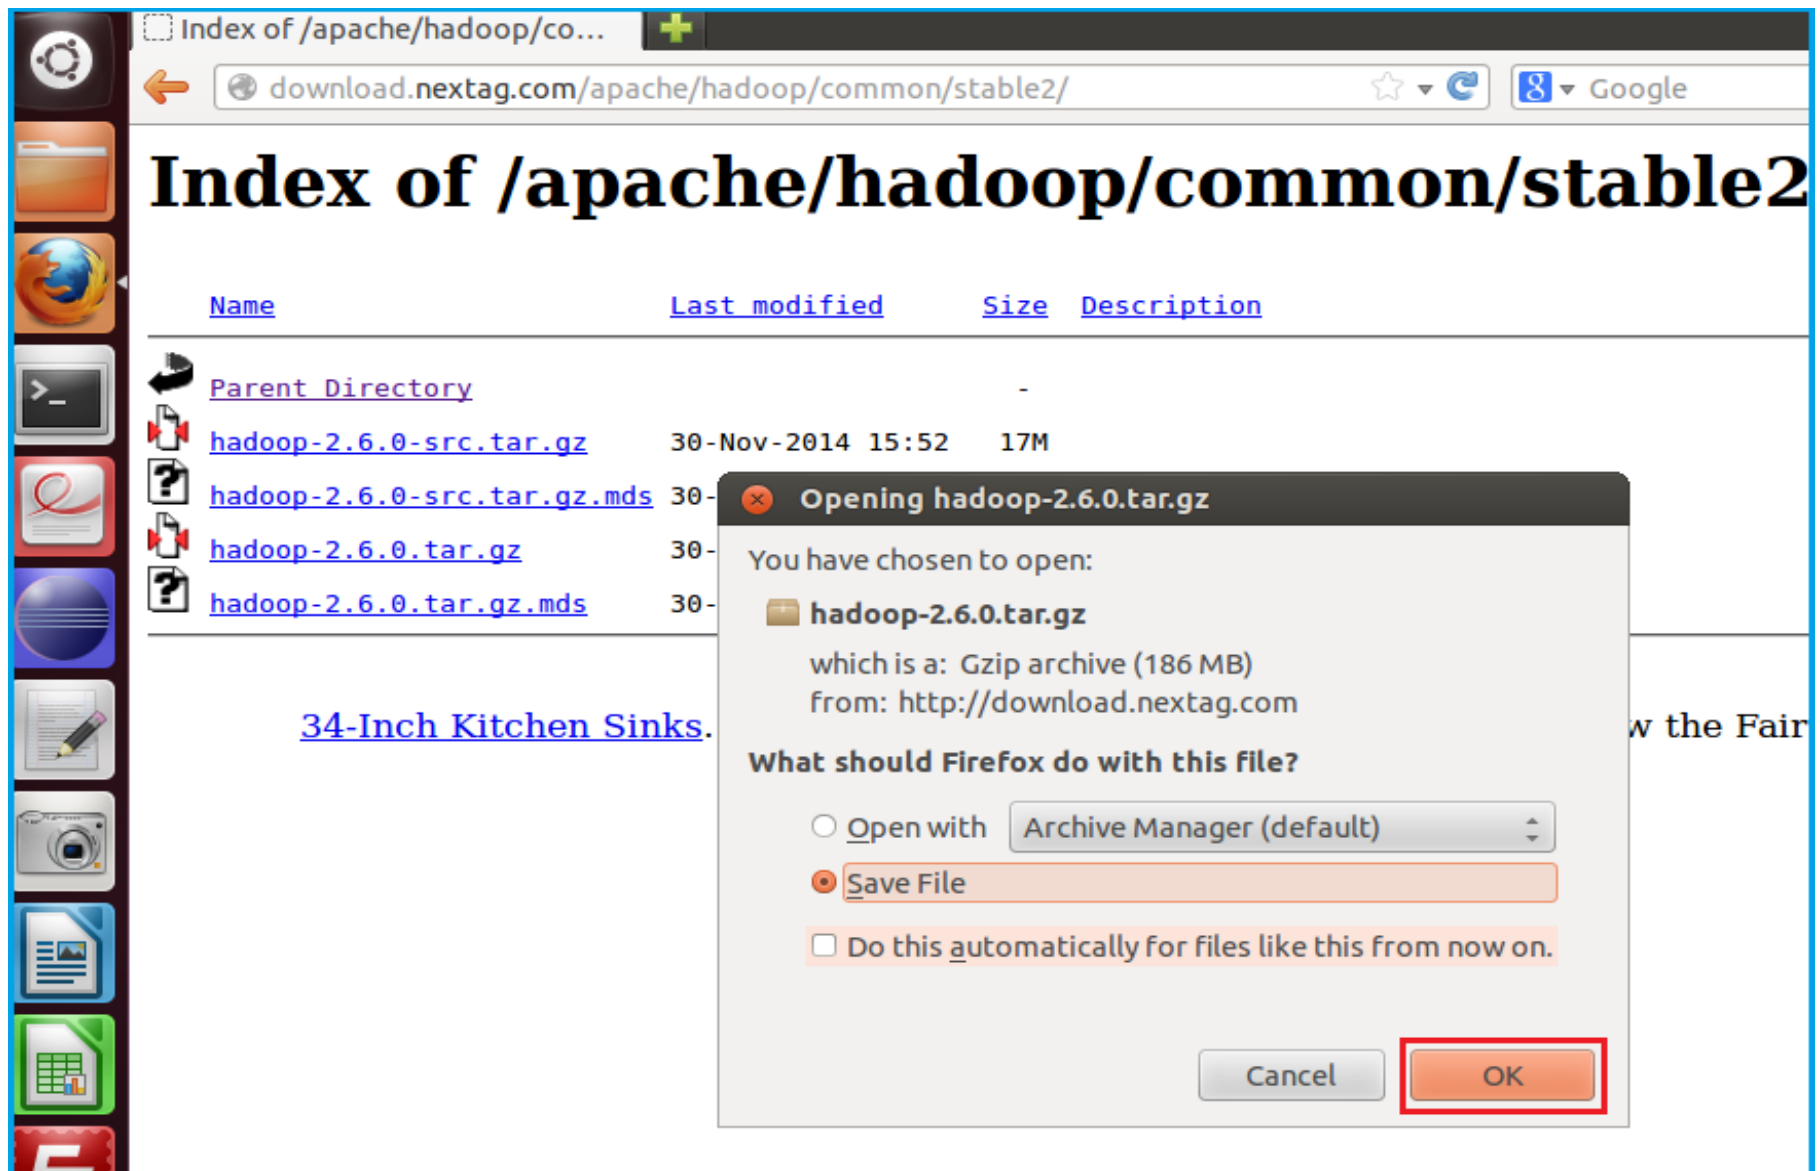 Index of /apache/hadoop/co...
download.nextag.com/apache/hadoop/common/stable2/
Google
Index of /apache/hadoop/common/stable2
Name Last modified Size Description
Parent Directory -
hadoop-2.6.0-src.tar.gz 30-Nov-2014 15:52 17M
hadoop-2.6.0-src.tar.gz.mds 30-
hadoop-2.6.0.tar.gz 30-
hadoop-2.6.0.tar.gz.mds 30-
34-Inch Kitchen Sinks.
w the Fair
Opening hadoop-2.6.0.tar.gz
You have chosen to open:
hadoop-2.6.0.tar.gz
which is a: Gzip archive (186 MB)
from: http://download.nextag.com
What should Firefox do with this file?
Open with Archive Manager (default)
Save File
Do this automatically for files like this from now on.
Cancel OK